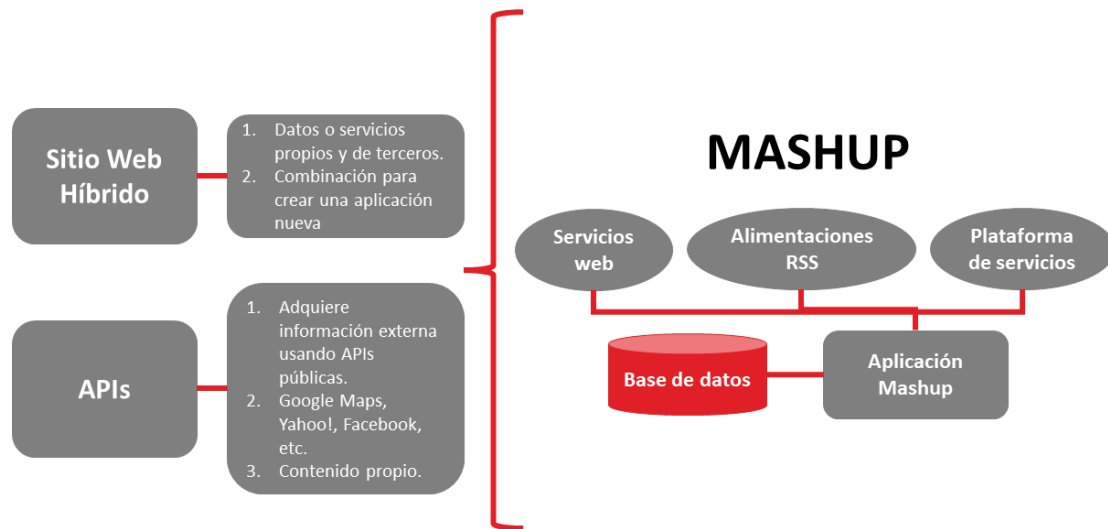 Sitio Web
Híbrido
1. Datos o servicios
propios y de terceros.
2. Combinación para
crear una aplicación
nueva
APIs
1. Adquiere
información externa
usando APIs
públicas.
2. Google Maps,
Yahoo!, Facebook,
etc.
3. Contenido propio.
MASHUP
Servicios
web
Alimentaciones
RSS
Plataforma
de servicios
Base de datos
Aplicación
Mashup